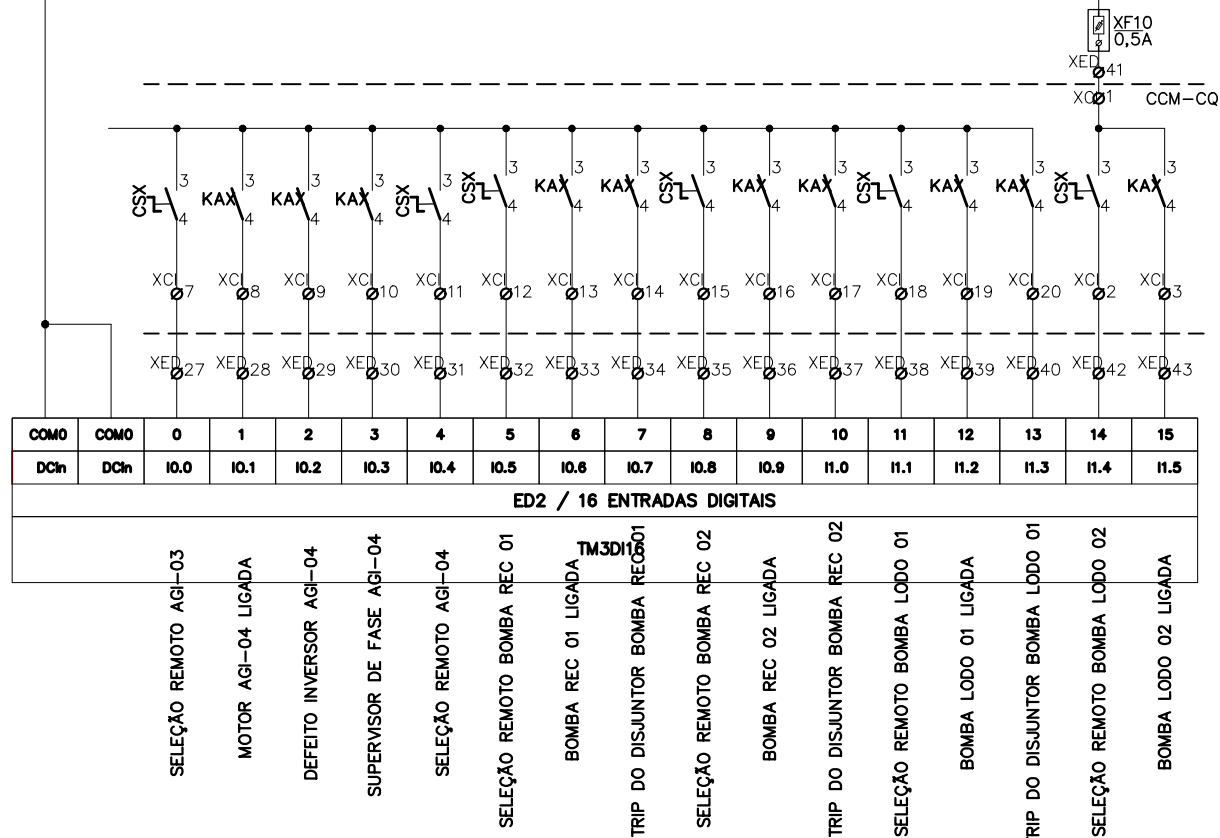 XF10
0,5A
XED 41
XCI 1
CCM-CQ
3 3 3 3 3 3 3 3 3 3 3 3 3 3 3 3
CSX KAX KAX KAX CSX CSX KAX KAX CSX KAX KAX CSX KAX KAX CSX KAX
4 4 4 4 4 4 4 4 4 4 4 4 4 4 4 4
XCI 7 XCI 8 XCI 9 XCI 10 XCI 11 XCI 12 XCI 13 XCI 14 XCI 15 XCI 16 XCI 17 XCI 18 XCI 19 XCI 20 XCI 2 XCI 3
XED 27 XED 28 XED 29 XED 30 XED 31 XED 32 XED 33 XED 34 XED 35 XED 36 XED 37 XED 38 XED 39 XED 40 XED 42 XED 43
COM0 COM0 0 1 2 3 4 5 6 7 8 9 10 11 12 13 14 15
DCin DCin I0.0 I0.1 I0.2 I0.3 I0.4 I0.5 I0.6 I0.7 I0.8 I0.9 I1.0 I1.1 I1.2 I1.3 I1.4 I1.5
ED2 / 16 ENTRADAS DIGITAIS
TM3DI16
SELEÇÃO REMOTO AGI-03
MOTOR AGI-04 LIGADA
DEFEITO INVERSOR AGI-04
SUPERVISOR DE FASE AGI-04
SELEÇÃO REMOTO AGI-04
SELEÇÃO REMOTO BOMBA REC 01
BOMBA REC 01 LIGADA
TRIP DO DISJUNTOR BOMBA REC 01
SELEÇÃO REMOTO BOMBA REC 02
BOMBA REC 02 LIGADA
TRIP DO DISJUNTOR BOMBA REC 02
SELEÇÃO REMOTO BOMBA LODO 01
BOMBA LODO 01 LIGADA
TRIP DO DISJUNTOR BOMBA LODO 01
SELEÇÃO REMOTO BOMBA LODO 02
BOMBA LODO 02 LIGADA